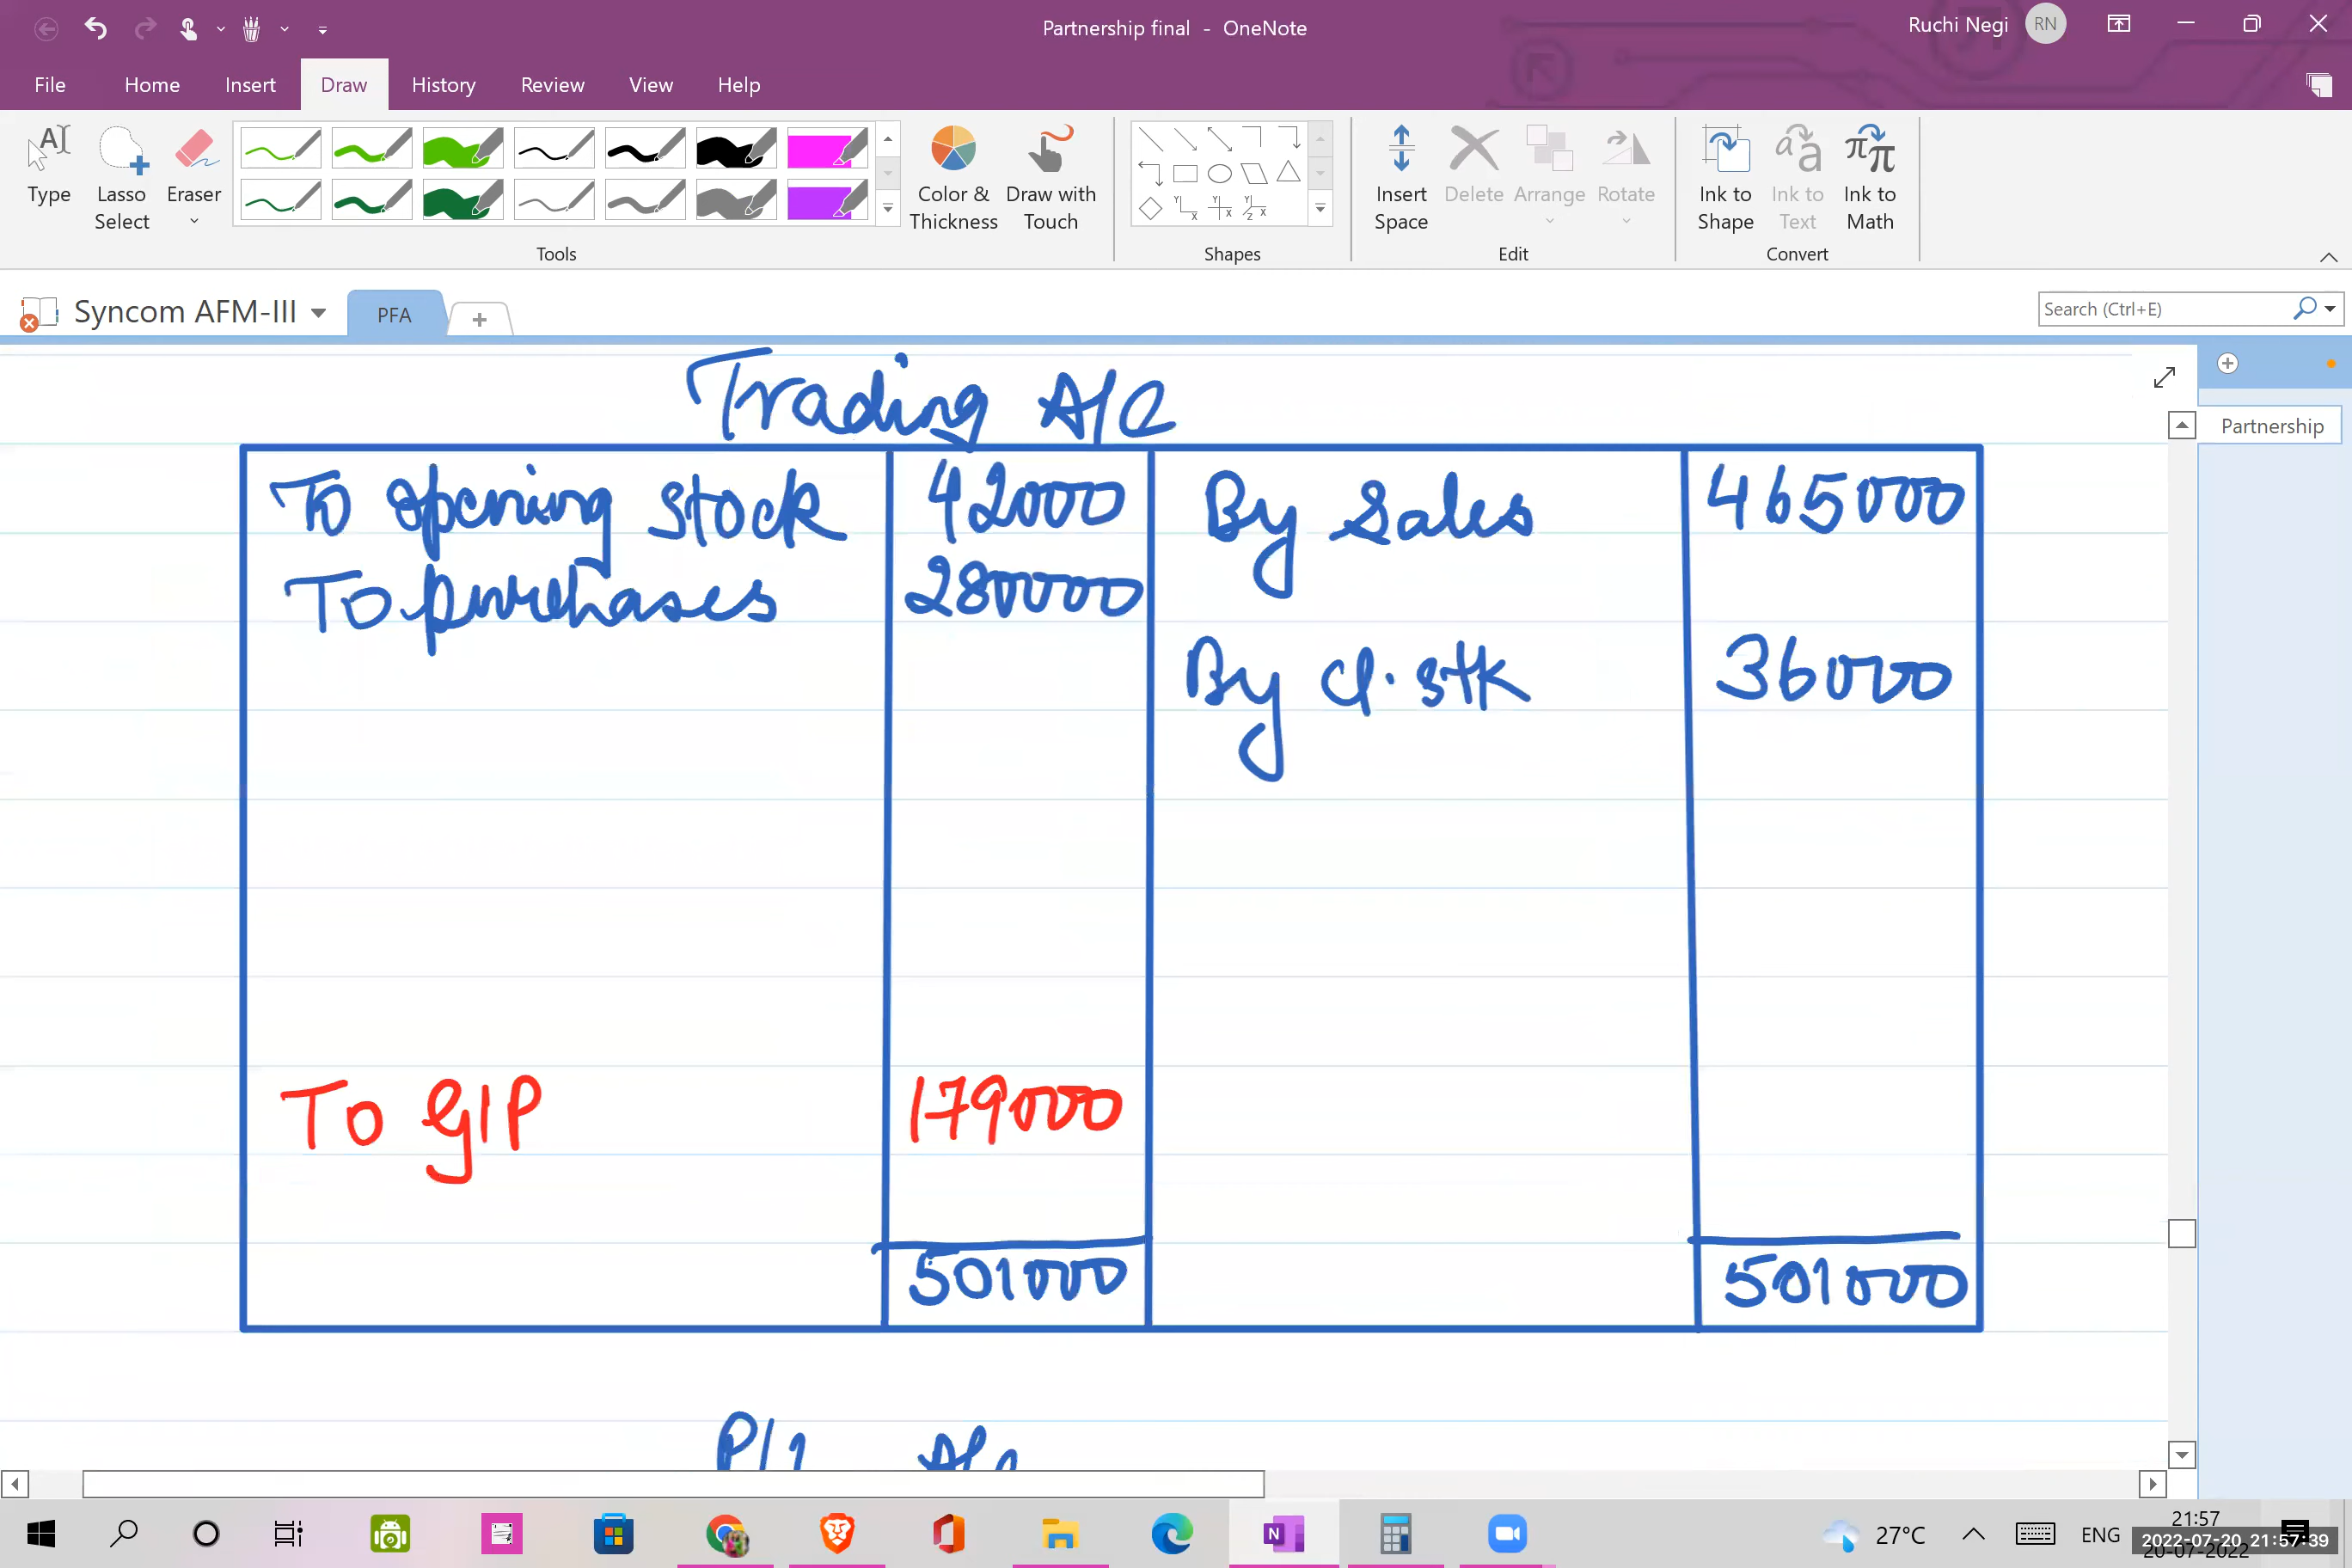 Partnership final - OneNote
Ruchi Negi RN
File Home Insert Draw History Review View Help
Type
Lasso Select
Eraser
Color & Thickness
Draw with Touch
Insert Space
Delete
Arrange
Rotate
Ink to Shape
Ink to Text
Ink to Math
Tools Shapes Edit Convert
Syncom AFM-III PFA
Search (Ctrl+E)
Partnership
Trading A/C
To opening stock 42000 By Sales 465000
To purchases 280000
By cl. stk 36000
To G/P 179000
501000 501000
P/L A/c
27°C ENG 21:57
2022-07-20_21:57:39
20-07-2022